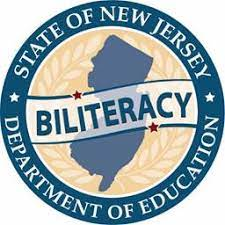 STATE OF NEW JERSEY
BILITERACY
DEPARTMENT OF EDUCATION